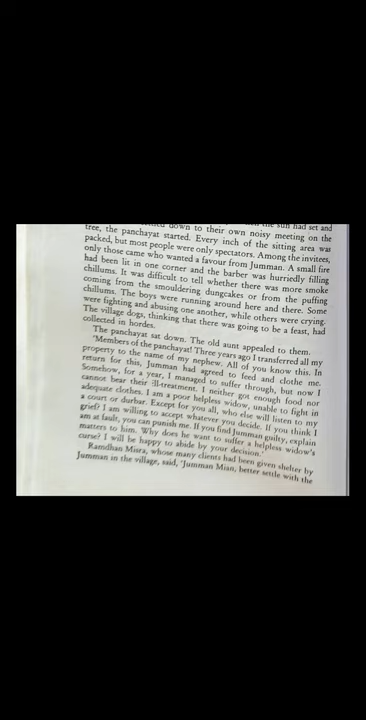 down to their own noisy meeting on the
tree, the panchayat started. Every inch of the sitting area was
packed, but most people were only spectators. Among the invitees,
only those came who wanted a favour from Jumman. A small fire
had been lit in one corner and the barber was hurriedly filling
chillums. It was difficult to tell whether there was more smoke
coming from the smouldering dungcakes or from the puffing
chillums. The boys were running around here and there. Some
were fighting and abusing one another, while others were crying.
The village dogs, thinking that there was going to be a feast, had
collected in hordes.
The panchayat sat down. The old aunt appealed to them.
'Members of the panchayat! Three years ago I transferred all my
property to the name of my nephew. All of you know this. In
return for this, Jumman had agreed to feed and clothe me.
Somehow, for a year, I managed to suffer through, but now I
cannot bear their ill-treatment. I neither got enough food nor
adequate clothes. I am a poor helpless widow, unable to fight in
a court or durbar. Except for you all, who else will listen to my
grief? I am willing to accept whatever you decide. If you think I
am at fault, you can punish me. If you find Jumman guilty, explain
matters to him. Why does he want to suffer a helpless widow's
curse? I will be happy to abide by your decision.'
Ramdhan Misra, whose many clients had been given shelter by
Jumman in the village, said, 'Jumman Mian, better settle with the